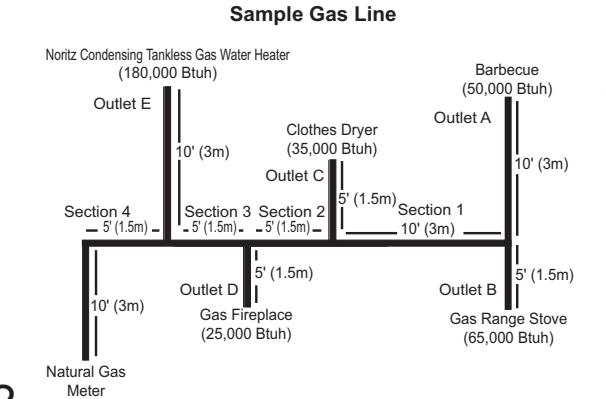 Sample Gas Line
Noritz Condensing Tankless Gas Water Heater
(180,000 Btuh)
Outlet E
10' (3m)
Barbecue
(50,000 Btuh)
Outlet A
10' (3m)
Clothes Dryer
(35,000 Btuh)
Outlet C
5' (1.5m)
Section 4
5' (1.5m)
Section 3
5' (1.5m)
Section 2
5' (1.5m)
Section 1
10' (3m)
10' (3m)
Natural Gas
Meter
Outlet D
5' (1.5m)
Gas Fireplace
(25,000 Btuh)
Outlet B
5' (1.5m)
Gas Range Stove
(65,000 Btuh)